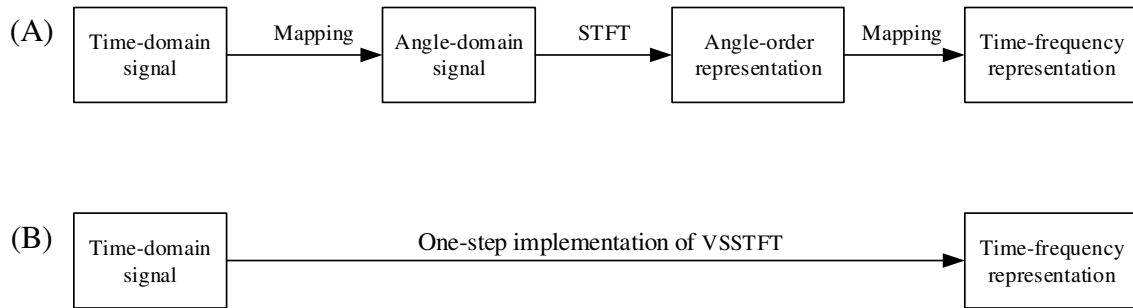 (A)
Time-domain
signal
Mapping
Angle-domain
signal
STFT
Angle-order
representation
Mapping
Time-frequency
representation
(B)
Time-domain
signal
One-step implementation of VSSTFT
Time-frequency
representation